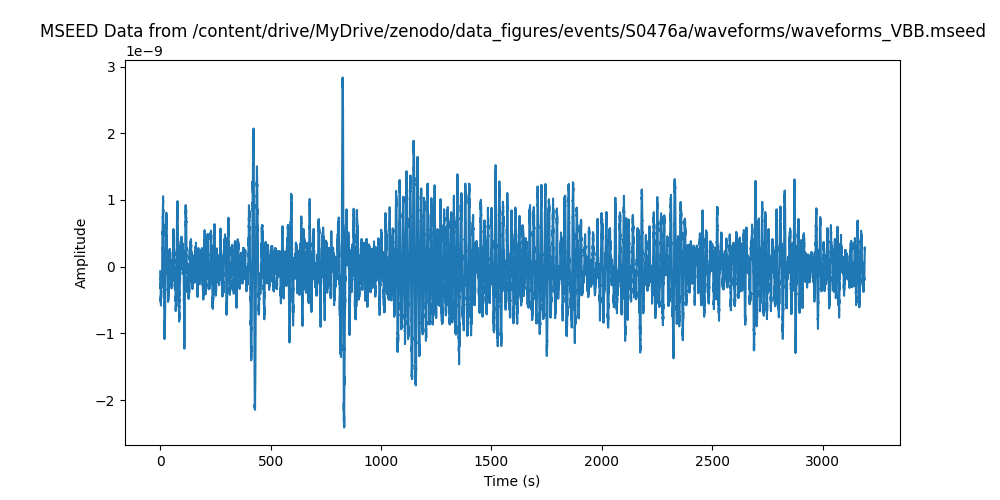 MSEED Data from /content/drive/MyDrive/zenodo/data_figures/events/S0476a/waveforms/waveforms_VBB.mseed
1e−9
3
2
1
0
−1
−2
Amplitude
0 500 1000 1500 2000 2500 3000
Time (s)